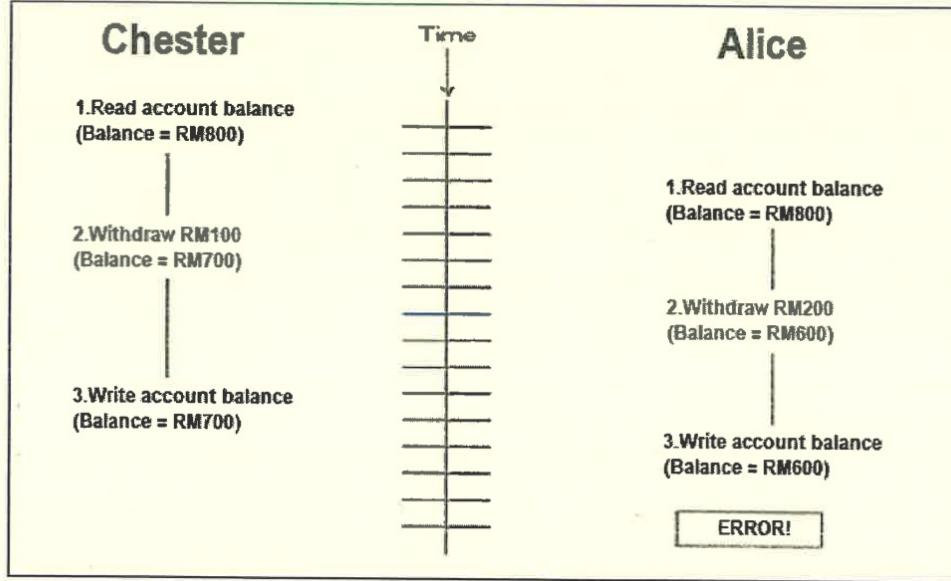 Chester
1.Read account balance
(Balance = RM800)
2.Withdraw RM100
(Balance = RM700)
3.Write account balance
(Balance = RM700)
Time
Alice
1.Read account balance
(Balance = RM800)
2.Withdraw RM200
(Balance = RM600)
3.Write account balance
(Balance = RM600)
ERROR!